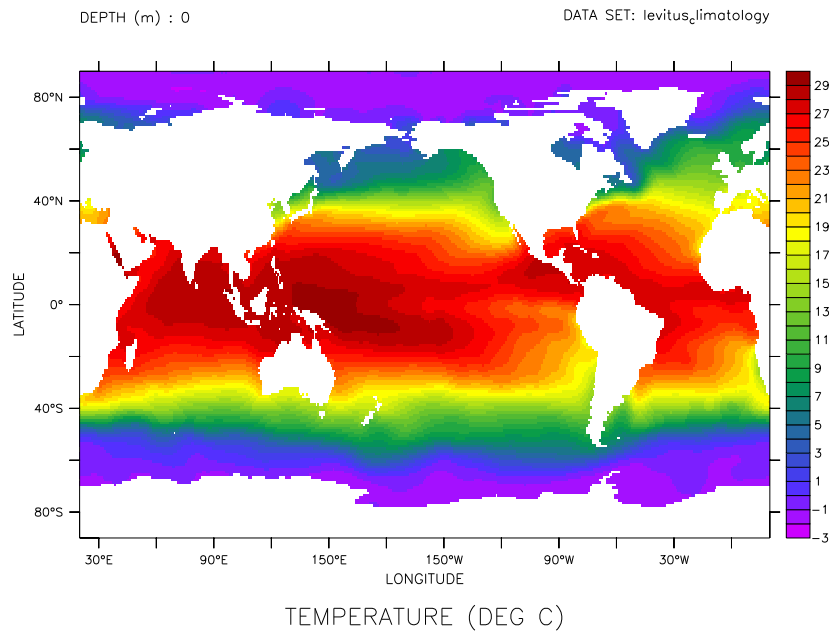 DEPTH (m) : 0
DATA SET: levitus_climatology
80°N
40°N
0°
40°S
80°S
LATITUDE
30°E
90°E
150°E
150°W
90°W
30°W
LONGITUDE
29
27
25
23
21
19
17
15
13
11
9
7
5
3
1
-1
-3
TEMPERATURE (DEG C)